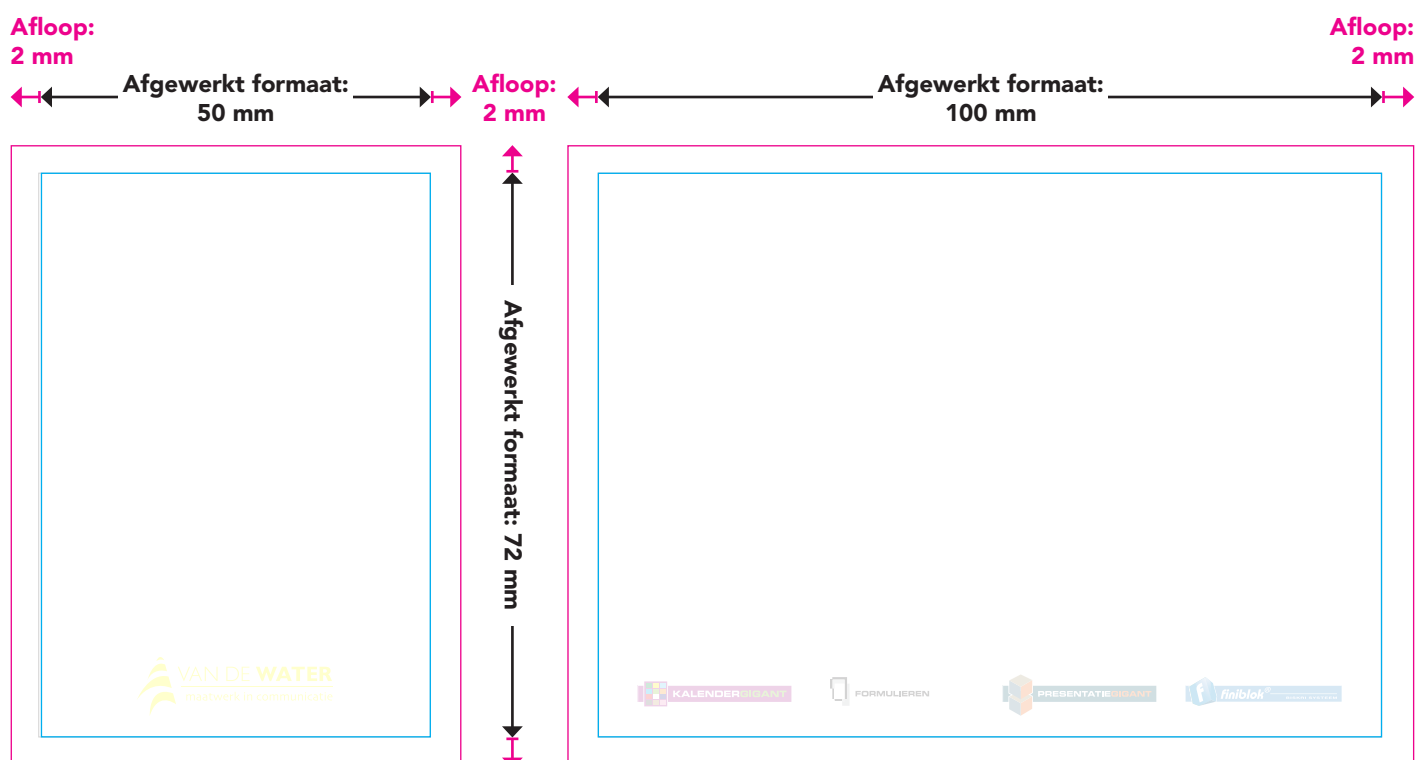 Afloop:
2 mm
Afgewerkt formaat:
50 mm
Afloop:
2 mm
Afgewerkt formaat:
100 mm
Afloop:
2 mm
Afgewerkt formaat: 72 mm
VAN DE WATER
KALENDERGIGANT
FORMULIEREN
PRESENTATIEGIGANT
finiblok®